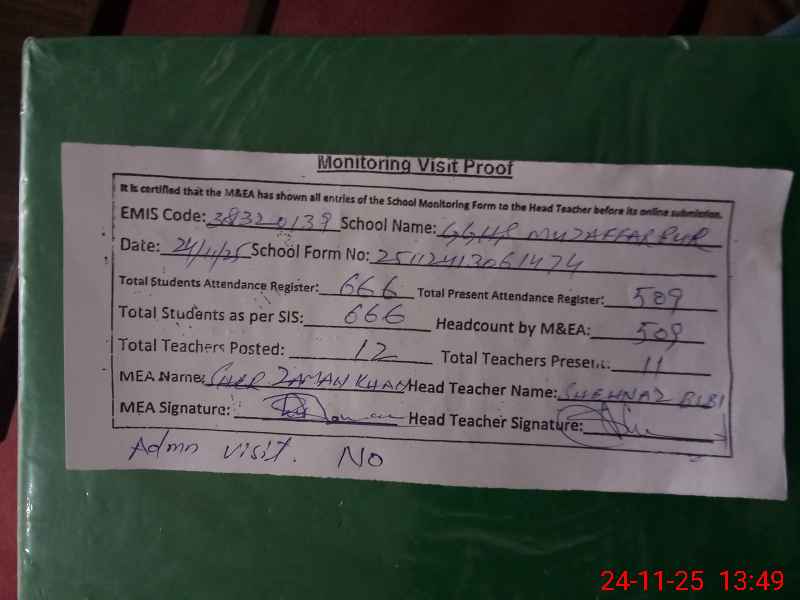 Monitoring Visit Proof
It is certified that the M&EA has shown all entries of the School Monitoring Form to the Head Teacher before its online submission.
EMIS Code: 38320139 School Name: GGHS MUZAFFARPUR
Date: 24/11/25 School Form No: 25112413061474
Total Students Attendance Register: 666 Total Present Attendance Register: 509
Total Students as per SIS: 666 Headcount by M&EA: 509
Total Teachers Posted: 12 Total Teachers Present: 11
MEA Name: SHER ZAMAN KHAN Head Teacher Name: SHEHNAZ BIBI
MEA Signature: Head Teacher Signature:
Admn visit. NO
24-11-25 13:49